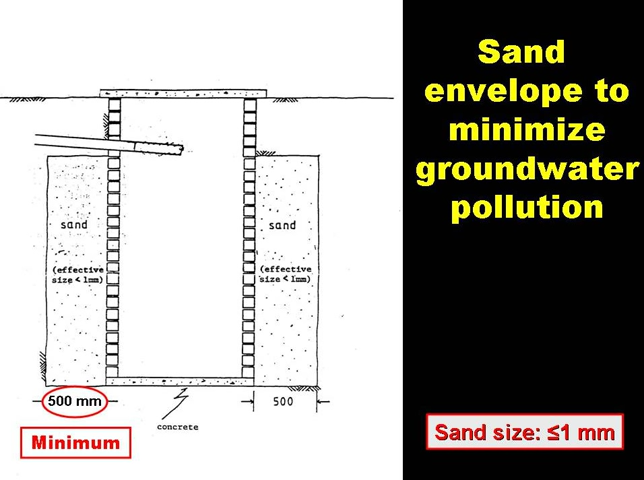 Sand
envelope to
minimize
groundwater
pollution
sand
(effective
size < 1mm)
sand
(effective
size < 1mm)
500 mm
500
Minimum
concrete
Sand size: ≤1 mm